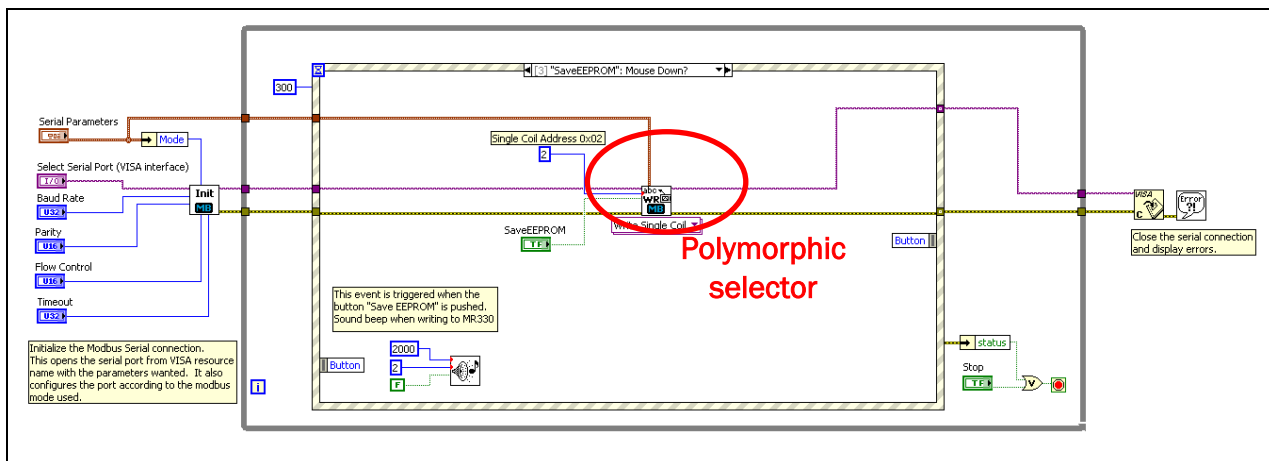 [3] "SaveEEPROM": Mouse Down?
300
Serial Parameters
Mode
Single Coil Address 0x02
2
Select Serial Port (VISA interface)
I/O
Init
MB
abc
WR
MB
VISA
C
Error
?!
Baud Rate
U32
Write Single Coil
SaveEEPROM
TF
Button
Close the serial connection
and display errors.
Parity
U16
Polymorphic
selector
Flow Control
U16
This event is triggered when the
button "Save EEPROM" is pushed.
Sound beep when writing to MR330
Timeout
U32
status
Initialize the Modbus Serial connection.
This opens the serial port from VISA resource
name with the parameters wanted. It also
configures the port according to the modbus
mode used.
Button
2000
2
F
Stop
TF
V
i